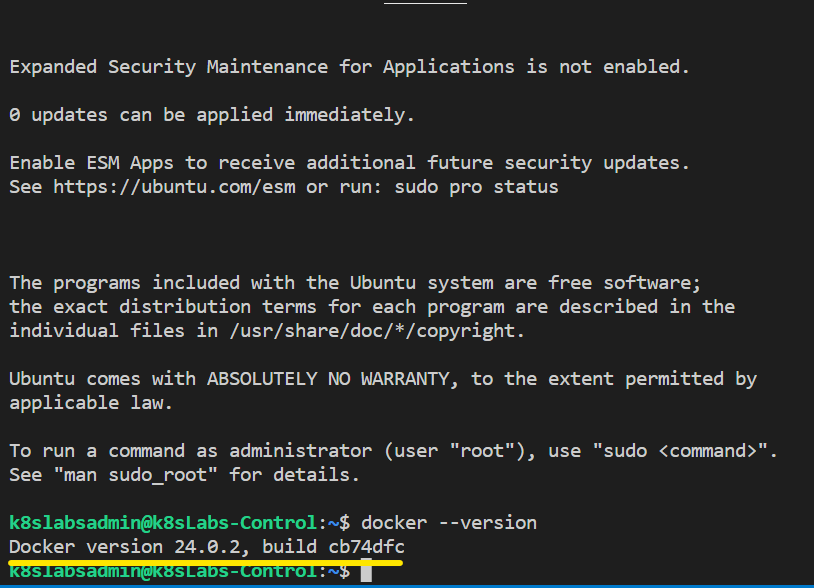 Expanded Security Maintenance for Applications is not enabled.
0 updates can be applied immediately.
Enable ESM Apps to receive additional future security updates.
See https://ubuntu.com/esm or run: sudo pro status
The programs included with the Ubuntu system are free software;
the exact distribution terms for each program are described in the
individual files in /usr/share/doc/*/copyright.
Ubuntu comes with ABSOLUTELY NO WARRANTY, to the extent permitted by
applicable law.
To run a command as administrator (user "root"), use "sudo <command>".
See "man sudo_root" for details.
k8slabsadmin@k8sLabs-Control:~$ docker --version
Docker version 24.0.2, build cb74dfc
k8slabsadmin@k8sLabs-Control:~$